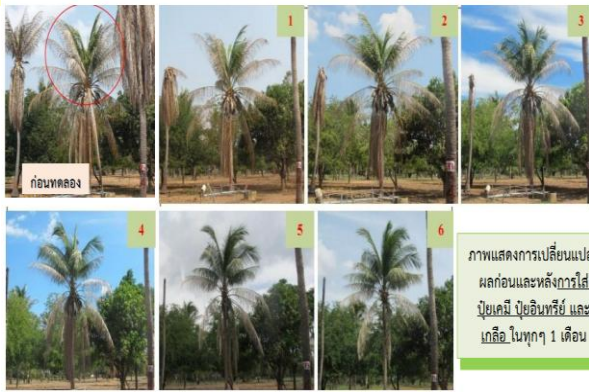 1
2
3
ก่อนทดลอง
4
5
6
ภาพแสดงการเปลี่ยนแปล
ผลก่อนและหลังการใส่
ปุ๋ยเคมี ปุ๋ยอินทรีย์ และ
เกลือ ในทุกๆ 1 เดือน